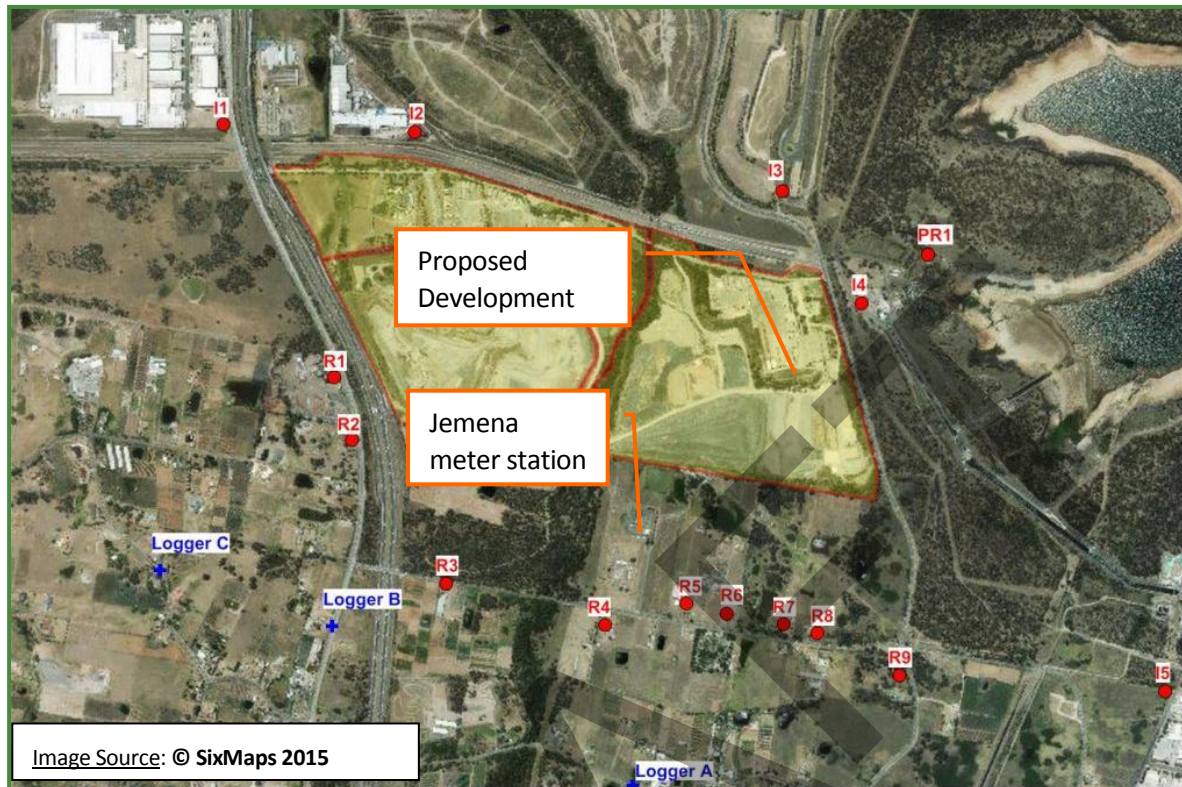 I1
I2
I3
PR1
I4
Proposed
Development
R1
R2
Jemena
meter station
Logger C
Logger B
R3
R4
R5
R6
R7
R8
R9
I5
Image Source: © SixMaps 2015
Logger A